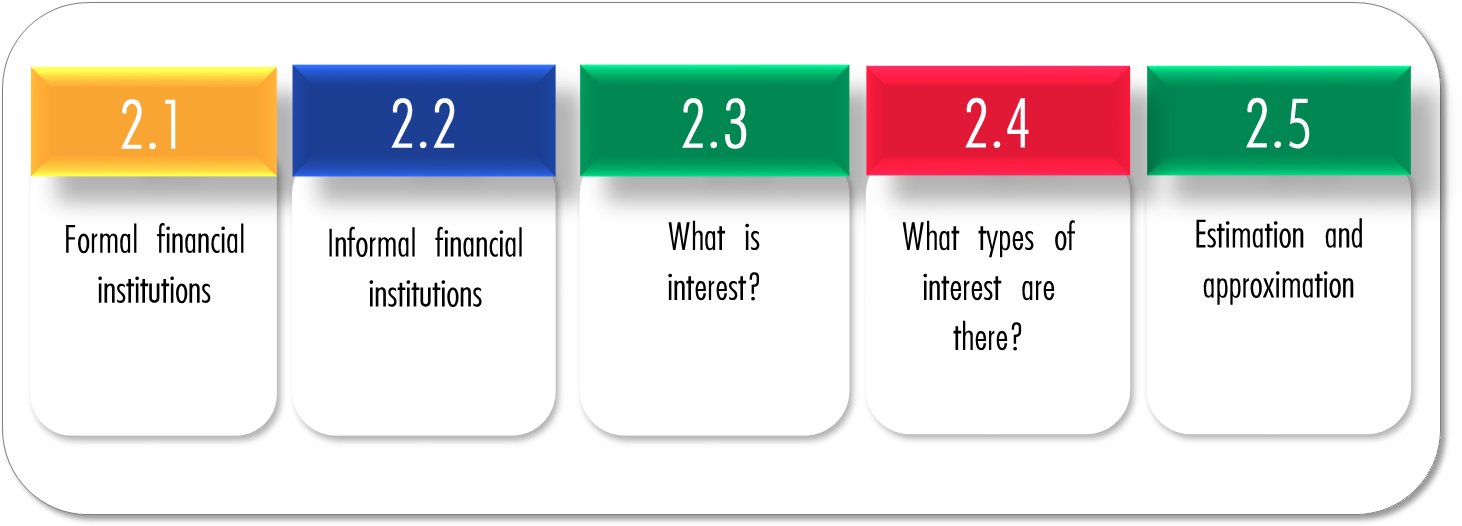 2.1
Formal financial
institutions
2.2
Informal financial
institutions
2.3
What is
interest?
2.4
What types of
interest are
there?
2.5
Estimation and
approximation